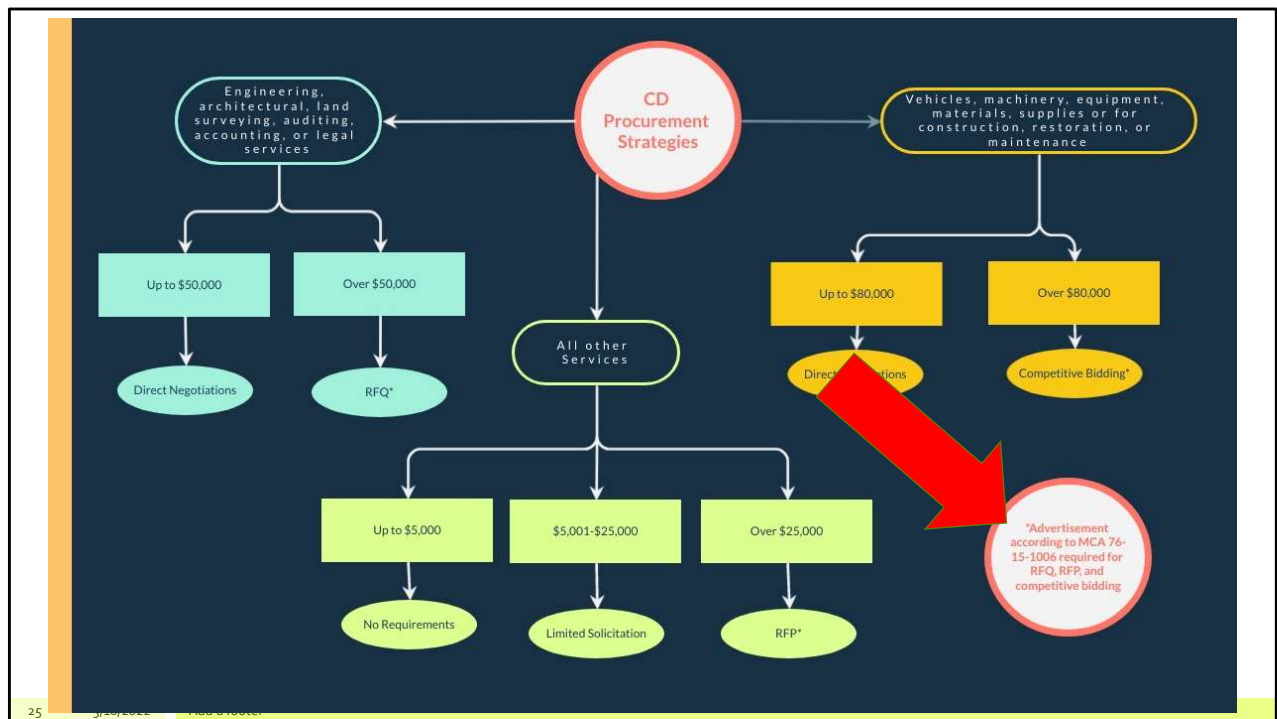 CD
Procurement
Strategies
Engineering,
architectural, land
surveying, auditing,
accounting, or legal
services
Vehicles, machinery, equipment,
materials, supplies or for
construction, restoration, or
maintenance
Up to $50,000
Over $50,000
Up to $80,000
Over $80,000
Direct Negotiations
RFQ*
All other
Services
Competitive Bidding*
Up to $5,000
$5,001-$25,000
Over $25,000
*Advertisement
according to MCA 76-
15-1006 required for
RFQ, RFP, and
competitive bidding
No Requirements
Limited Solicitation
RFP*
25